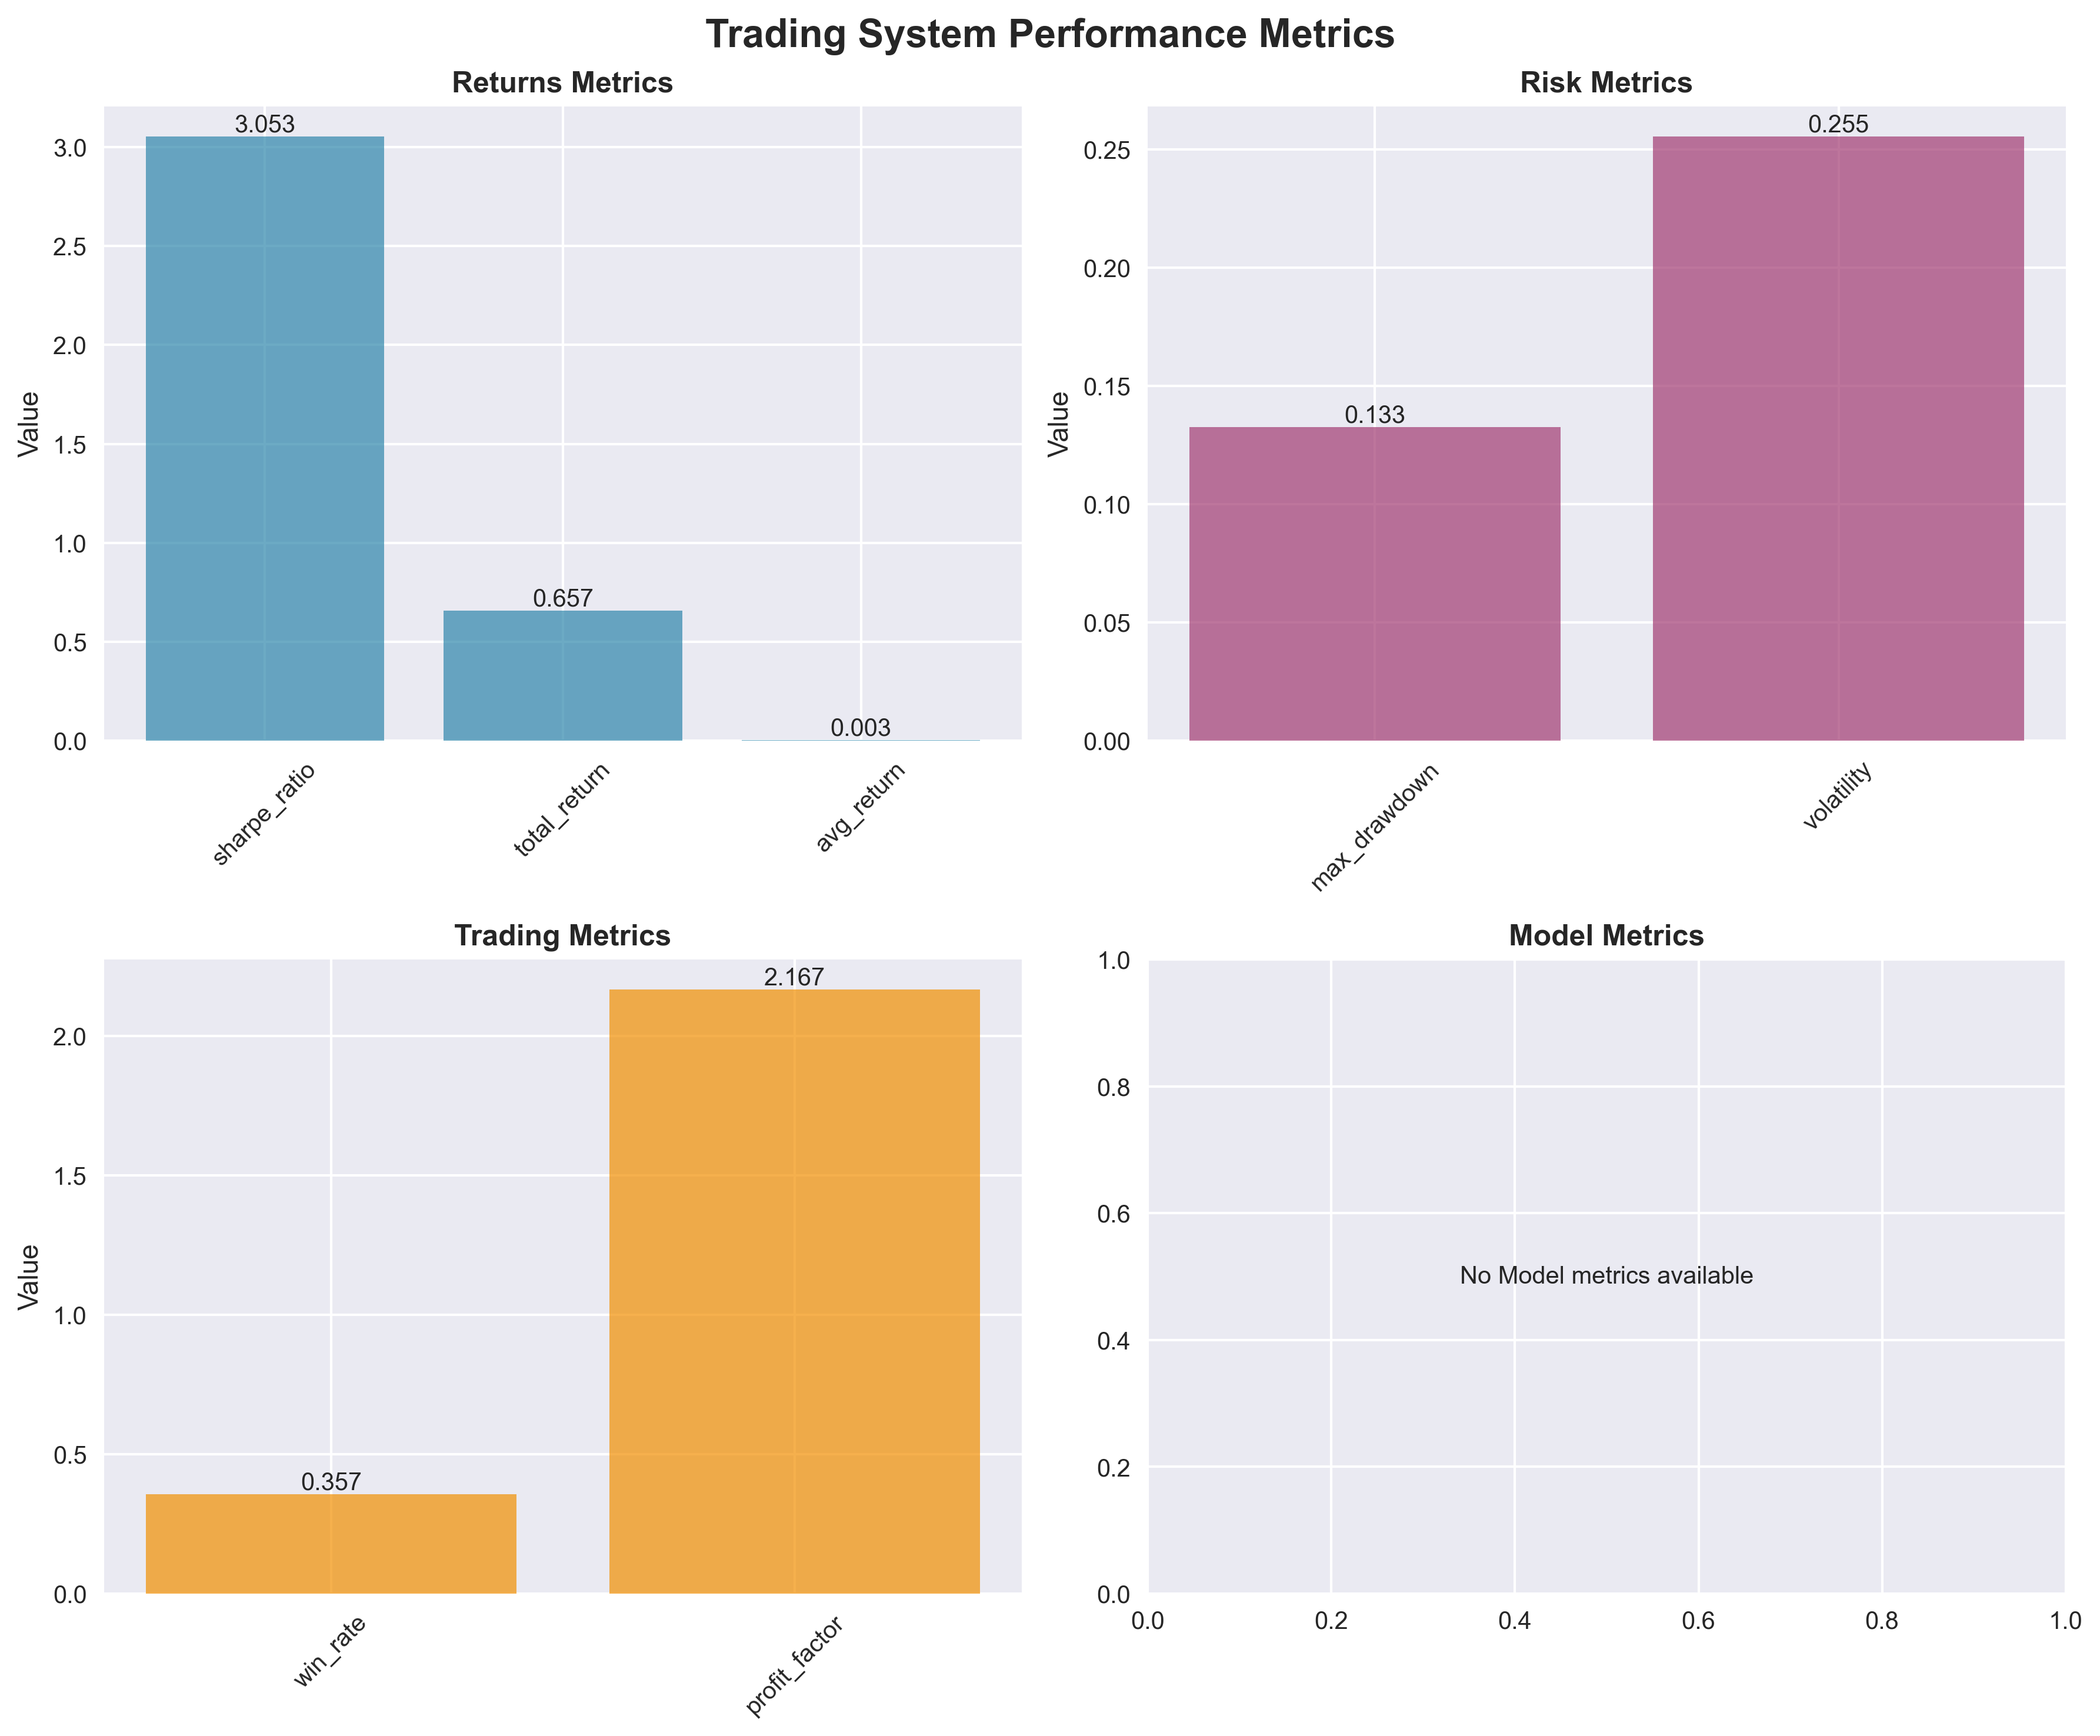 Trading System Performance Metrics
Returns Metrics
Value
3.0
2.5
2.0
1.5
1.0
0.5
0.0
3.053
0.657
0.003
sharpe_ratio
total_return
avg_return
Risk Metrics
Value
0.25
0.20
0.15
0.10
0.05
0.00
0.133
0.255
max_drawdown
volatility
Trading Metrics
Value
2.0
1.5
1.0
0.5
0.0
0.357
2.167
win_rate
profit_factor
Model Metrics
1.0
0.8
0.6
0.4
0.2
0.0
No Model metrics available
0.0
0.2
0.4
0.6
0.8
1.0